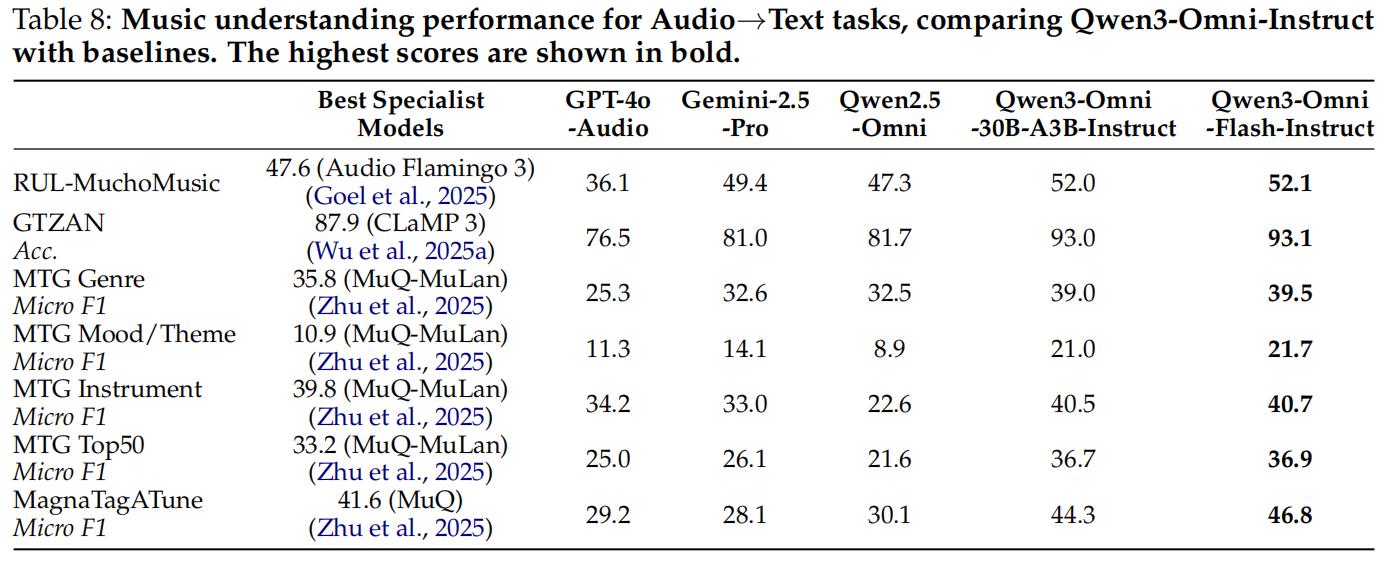 Table 8: Music understanding performance for Audio→Text tasks, comparing Qwen3-Omni-Instruct
with baselines. The highest scores are shown in bold.
Best Specialist GPT-4o Gemini-2.5 Qwen2.5 Qwen3-Omni Qwen3-Omni
Models -Audio -Pro -Omni -30B-A3B-Instruct -Flash-Instruct
RUL-MuchoMusic 47.6 (Audio Flamingo 3) 36.1 49.4 47.3 52.0 52.1
(Goel et al., 2025)
GTZAN 87.9 (CLaMP 3) 76.5 81.0 81.7 93.0 93.1
Acc. (Wu et al., 2025a)
MTG Genre 35.8 (MuQ-MuLan) 25.3 32.6 32.5 39.0 39.5
Micro F1 (Zhu et al., 2025)
MTG Mood/Theme 10.9 (MuQ-MuLan) 11.3 14.1 8.9 21.0 21.7
Micro F1 (Zhu et al., 2025)
MTG Instrument 39.8 (MuQ-MuLan) 34.2 33.0 22.6 40.5 40.7
Micro F1 (Zhu et al., 2025)
MTG Top50 33.2 (MuQ-MuLan) 25.0 26.1 21.6 36.7 36.9
Micro F1 (Zhu et al., 2025)
MagnaTagATune 41.6 (MuQ) 29.2 28.1 30.1 44.3 46.8
Micro F1 (Zhu et al., 2025)